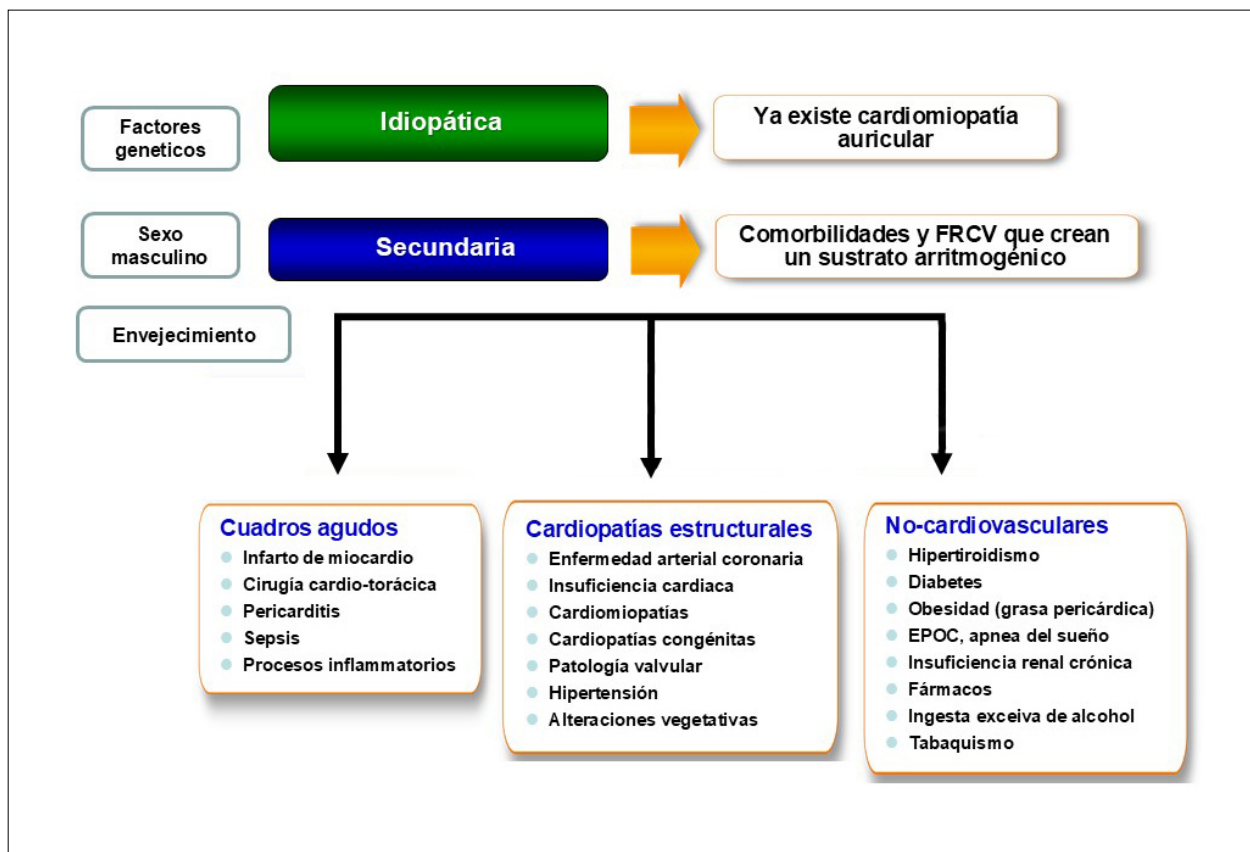 Factores
geneticos
Idiopática
Ya existe cardiomiopatía
auricular
Sexo
masculino
Secundaria
Comorbilidades y FRCV que crean
un sustrato arritmogénico
Envejecimiento
Cuadros agudos
Infarto de miocardio
Cirugía cardio-torácica
Pericarditis
Sepsis
Procesos inflammatorios
Cardiopatías estructurales
Enfermedad arterial coronaria
Insuficiencia cardiaca
Cardiomiopatías
Cardiopatías congénitas
Patología valvular
Hipertensión
Alteraciones vegetativas
No-cardiovasculares
Hipertiroidismo
Diabetes
Obesidad (grasa pericárdica)
EPOC, apnea del sueño
Insuficiencia renal crónica
Fármacos
Ingesta exceiva de alcohol
Tabaquismo